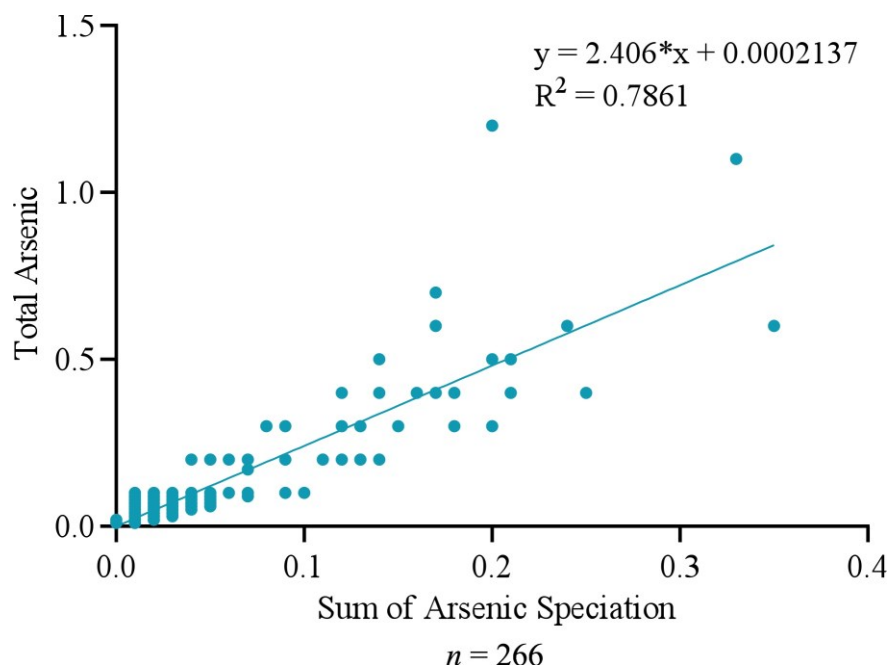 1.5
y = 2.406*x + 0.0002137
R² = 0.7861
1.0
Total Arsenic
0.5
0.0
0.0 0.1 0.2 0.3 0.4
Sum of Arsenic Speciation
n = 266